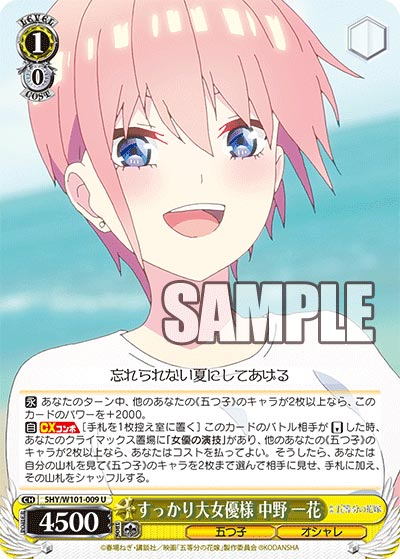 LEVEL
1
0
COST
SAMPLE
忘れられない夏にしてあげる
永 あなたのターン中、他のあなたの《五つ子》のキャラが2枚以上なら、この
カードのパワーを+2000。
自 CXコンボ ［手札を1枚控え室に置く］ このカードのバトル相手が した時、
あなたのクライマックス置場に「女優の演技」があり、他のあなたの《五つ子》の
キャラが2枚以上なら、あなたはコストを払ってよい。そうしたら、あなたは
自分の山札を見て《五つ子》のキャラを2枚まで選んで相手に見せ、手札に加え、
その山札をシャッフルする。
CH 5HY/W101-009 U
4500
すっかり大女優様 中野 一花
五等分の花嫁
五つ子
オシャレ
©春場ねぎ・講談社／映画「五等分の花嫁」製作委員会 ®KODANSHA